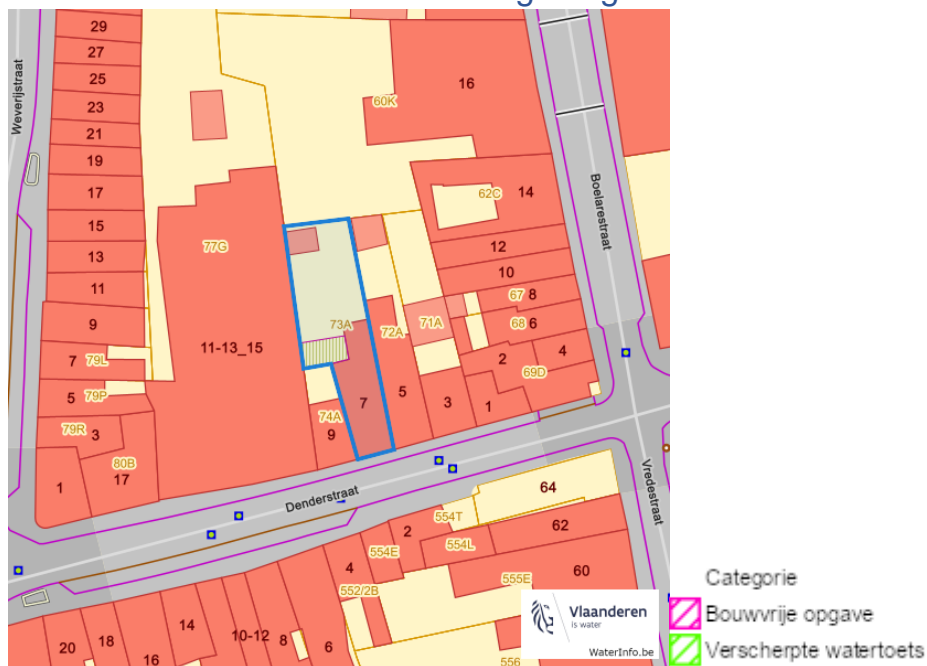 29
27
25
23
21
19
17
15
13
11
9
7 79L
5 79P
79R 3
1
80B
17
Weverijstraat
77G
11-13_15
60K
16
62C
14
12
10
67 8
68 6
2 4
69D
1
Boelarestraat
73A
72A
71A
7
5
3
74A
9
Denderstraat
Vredestraat
64
554T
62
2
554E
554L
4
552/2B
555E
60
20
18
14
16
10-12
8
6
556
Vlaanderen
is water
WaterInfo.be
Categorie
Bouwvrije opgave
Verscherpte watertoets